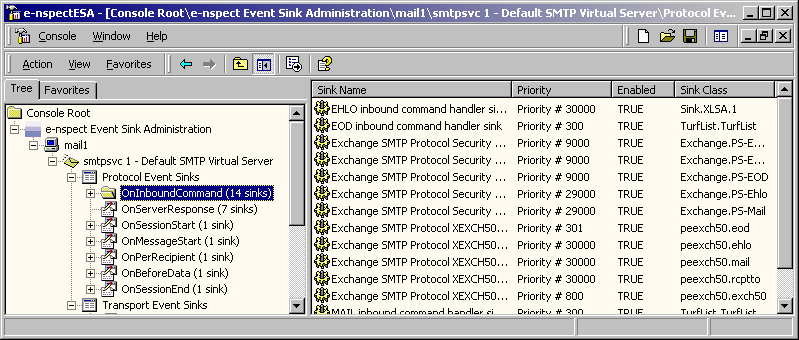 e-nspectESA - [Console Root\e-nspect Event Sink Administration\mail1\smtpsvc 1 - Default SMTP Virtual Server\Protocol Ev...
Console Window Help
Action View Favorites
Tree Favorites
Console Root
e-nspect Event Sink Administration
mail1
smtpsvc 1 - Default SMTP Virtual Server
Protocol Event Sinks
OnInboundCommand (14 sinks)
OnServerResponse (7 sinks)
OnSessionStart (1 sink)
OnMessageStart (1 sink)
OnPerRecipient (1 sink)
OnBeforeData (1 sink)
OnSessionEnd (1 sink)
Transport Event Sinks
Sink Name Priority Enabled Sink Class
EHLO inbound command handler si... Priority # 30000 TRUE Sink.XLSA.1
EOD inbound command handler sink Priority # 300 TRUE TurfList.TurfList
Exchange SMTP Protocol Security ... Priority # 9000 TRUE Exchange.PS-E...
Exchange SMTP Protocol Security ... Priority # 9000 TRUE Exchange.PS-E...
Exchange SMTP Protocol Security ... Priority # 9000 TRUE Exchange.PS-EOD
Exchange SMTP Protocol Security ... Priority # 29000 TRUE Exchange.PS-Ehlo
Exchange SMTP Protocol Security ... Priority # 29000 TRUE Exchange.PS-Mail
Exchange SMTP Protocol XEXCH50... Priority # 301 TRUE peexch50.eod
Exchange SMTP Protocol XEXCH50... Priority # 30000 TRUE peexch50.ehlo
Exchange SMTP Protocol XEXCH50... Priority # 30000 TRUE peexch50.mail
Exchange SMTP Protocol XEXCH50... Priority # 30000 TRUE peexch50.rcptto
Exchange SMTP Protocol XEXCH50... Priority # 800 TRUE peexch50.exch50
MAIL inbound command handler si... Priority # 300 TRUE TurfList.TurfList